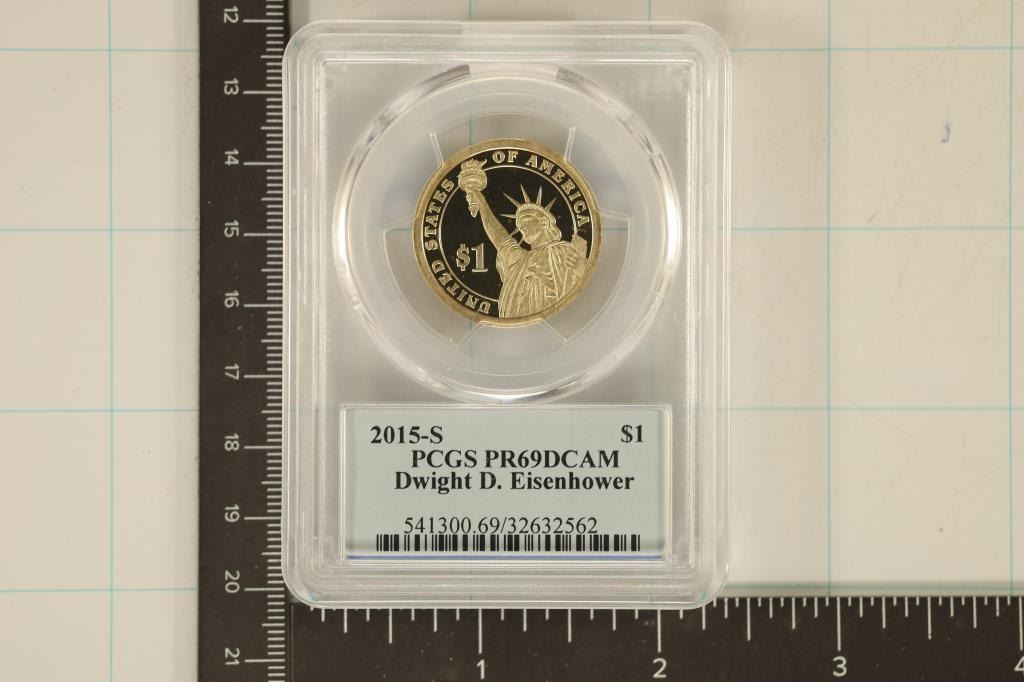 UNITED STATES OF AMERICA
$1
2015-S $1
PCGS PR69DCAM
Dwight D. Eisenhower
541300.69/32632562
12
13
14
15
16
17
18
19
20
21
1 2 3 4